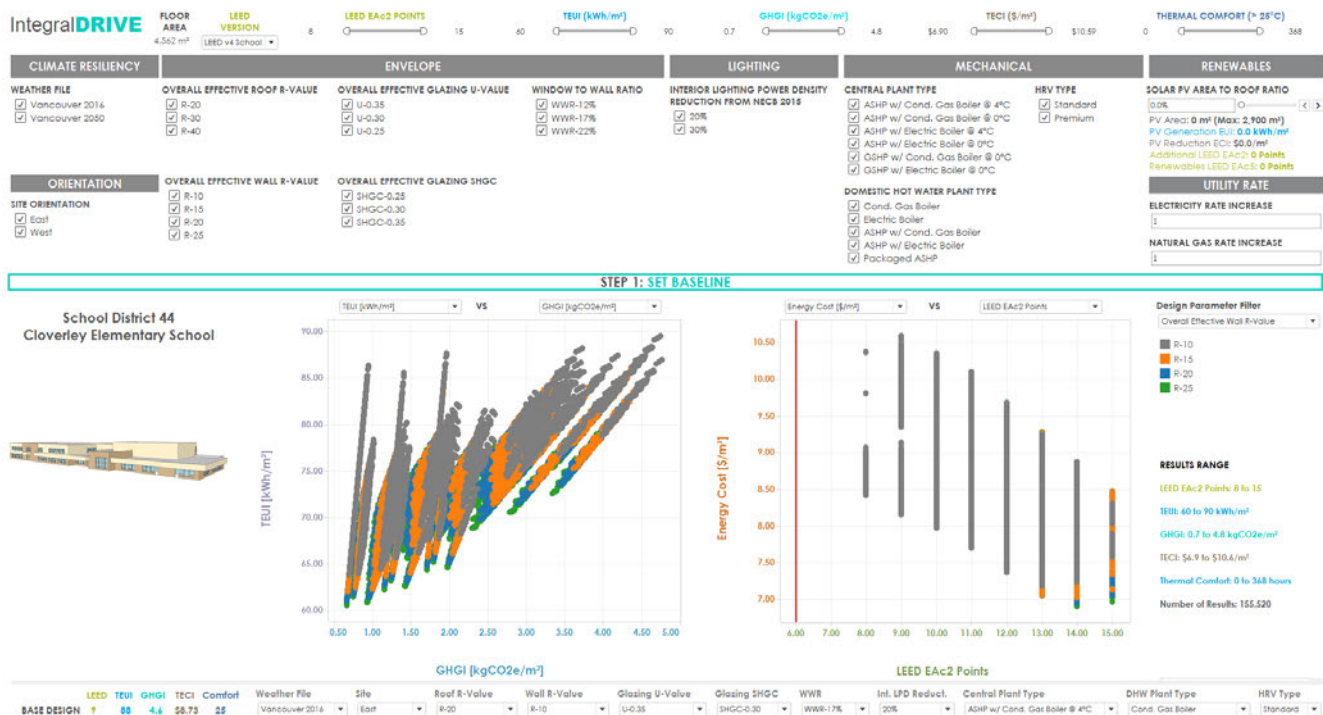 IntegralDRIVE
FLOOR AREA
4,562 m²
LEED VERSION
LEED v4 School
LEED EAc2 POINTS
8 15
TEUI (kWh/m²)
60 90
GHGI (kgCO2e/m²)
0.7 4.8
TECI ($/m²)
$6.90 $10.59
THERMAL COMFORT (> 25°C)
0 368
CLIMATE RESILIENCY
WEATHER FILE
Vancouver 2016
Vancouver 2050
ORIENTATION
SITE ORIENTATION
East
West
ENVELOPE
OVERALL EFFECTIVE ROOF R-VALUE
R-20
R-30
R-40
OVERALL EFFECTIVE WALL R-VALUE
R-10
R-15
R-20
R-25
OVERALL EFFECTIVE GLAZING U-VALUE
U-0.35
U-0.30
U-0.25
OVERALL EFFECTIVE GLAZING SHGC
SHGC-0.25
SHGC-0.30
SHGC-0.35
WINDOW TO WALL RATIO
WWR-12%
WWR-17%
WWR-22%
LIGHTING
INTERIOR LIGHTING POWER DENSITY
REDUCTION FROM NECB 2015
20%
30%
MECHANICAL
CENTRAL PLANT TYPE
ASHP w/ Cond. Gas Boiler @ 4°C
ASHP w/ Cond. Gas Boiler @ 0°C
ASHP w/ Electric Boiler @ 4°C
ASHP w/ Electric Boiler @ 0°C
GSHP w/ Cond. Gas Boiler @ 0°C
GSHP w/ Electric Boiler @ 0°C
DOMESTIC HOT WATER PLANT TYPE
Cond. Gas Boiler
Electric Boiler
ASHP w/ Cond. Gas Boiler
ASHP w/ Electric Boiler
Packaged ASHP
HRV TYPE
Standard
Premium
RENEWABLES
SOLAR PV AREA TO ROOF RATIO
0.0%
PV Area: 0 m² (Max: 2,900 m²)
PV Generation EUI: 0.0 kWh/m²
PV Reduction ECI: $0.0/m²
Additional LEED EAc2: 0 Points
Renewables LEED EAc5: 0 Points
UTILITY RATE
ELECTRICITY RATE INCREASE
1
NATURAL GAS RATE INCREASE
1
STEP 1: SET BASELINE
School District 44
Cloverley Elementary School
TEUI [kWh/m²] VS GHGI [kgCO2e/m²]
TEUI [kWh/m²]
90.00
85.00
80.00
75.00
70.00
65.00
60.00
0.50 1.00 1.50 2.00 2.50 3.00 3.50 4.00 4.50 5.00
GHGI [kgCO2e/m²]
Energy Cost [$/m²] VS LEED EAc2 Points
Energy Cost [$/m²]
10.50
10.00
9.50
9.00
8.50
8.00
7.50
7.00
6.00 7.00 8.00 9.00 10.00 11.00 12.00 13.00 14.00 15.00
LEED EAc2 Points
Design Parameter Filter
Overall Effective Wall R-Value
R-10
R-15
R-20
R-25
RESULTS RANGE
LEED EAc2 Points: 8 to 15
TEUI: 60 to 90 kWh/m²
GHGI: 0.7 to 4.8 kgCO2e/m²
TECI: $6.9 to $10.6/m²
Thermal Comfort: 0 to 368 hours
Number of Results: 155,520
LEED TEUI GHGI TECI Comfort Weather File Site Roof R-Value Wall R-Value Glazing U-Value Glazing SHGC WWR Int. LPD Reduct. Central Plant Type DHW Plant Type HRV Type
BASE DESIGN 9 88 4.6 $8.73 25 Vancouver 2016 East R-20 R-10 U-0.35 SHGC-0.30 WWR-17% 20% ASHP w/ Cond. Gas Boiler @ 4°C Cond. Gas Boiler Standard